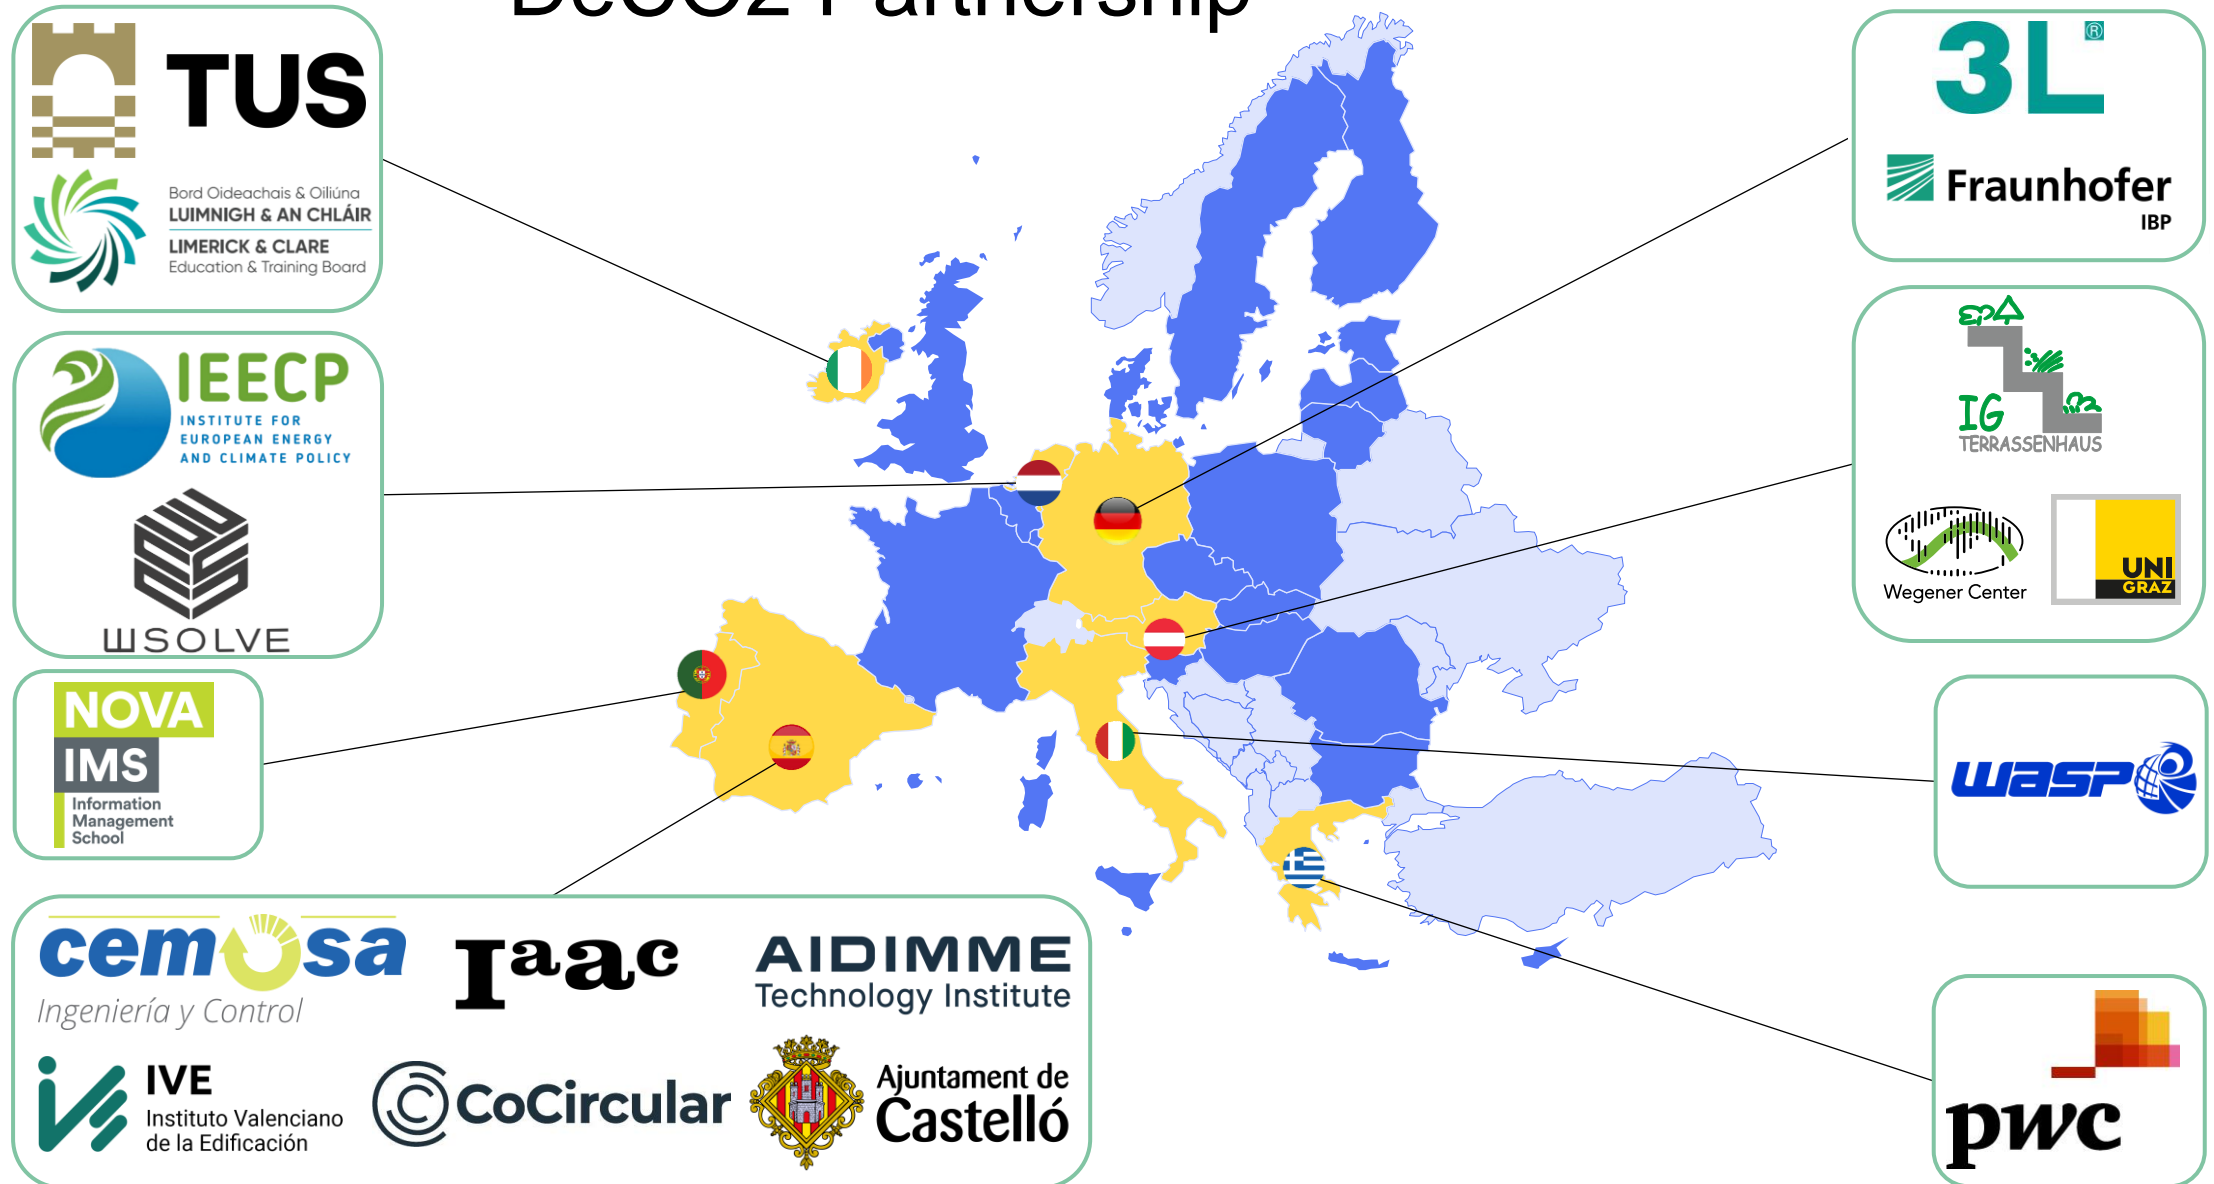 DeCO2 Partnership
TUS
Bord Oideachais & Oiliúna
LUIMNIGH & AN CHLÁIR
LIMERICK & CLARE
Education & Training Board
IEECP
INSTITUTE FOR
EUROPEAN ENERGY
AND CLIMATE POLICY
WSOLVE
NOVA
IMS
Information
Management
School
cemosa
Ingeniería y Control
Iaac
AIDIMME
Technology Institute
IVE
Instituto Valenciano
de la Edificación
CoCircular
Ajuntament de
Castelló
3L®
Fraunhofer
IBP
IG
TERRASSENHAUS
Wegener Center
UNI
GRAZ
wasp
pwc